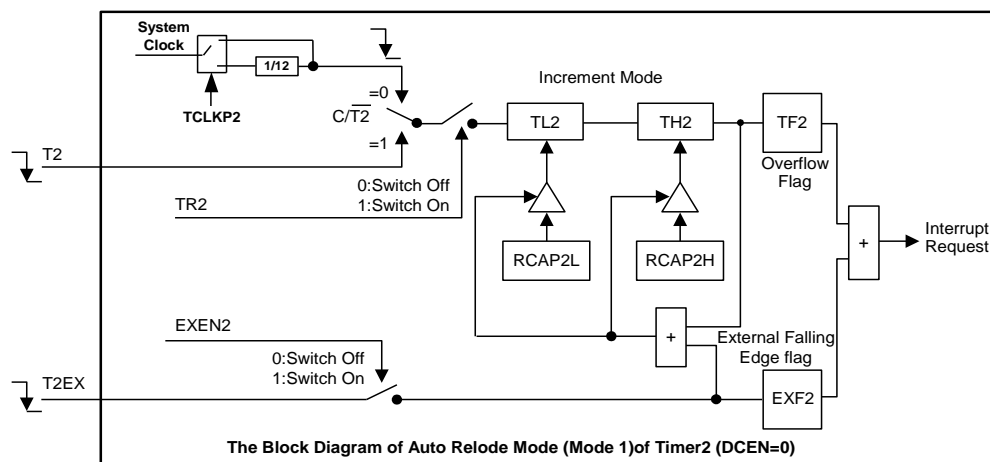 System
Clock
1/12
TCLKP2
=0
C/T2
=1
Increment Mode
TL2
TH2
TF2
Overflow
Flag
T2
0:Switch Off
1:Switch On
TR2
RCAP2L
RCAP2H
+
Interrupt
Request
EXEN2
0:Switch Off
1:Switch On
+
External Falling
Edge flag
T2EX
EXF2
The Block Diagram of Auto Relode Mode (Mode 1)of Timer2 (DCEN=0)